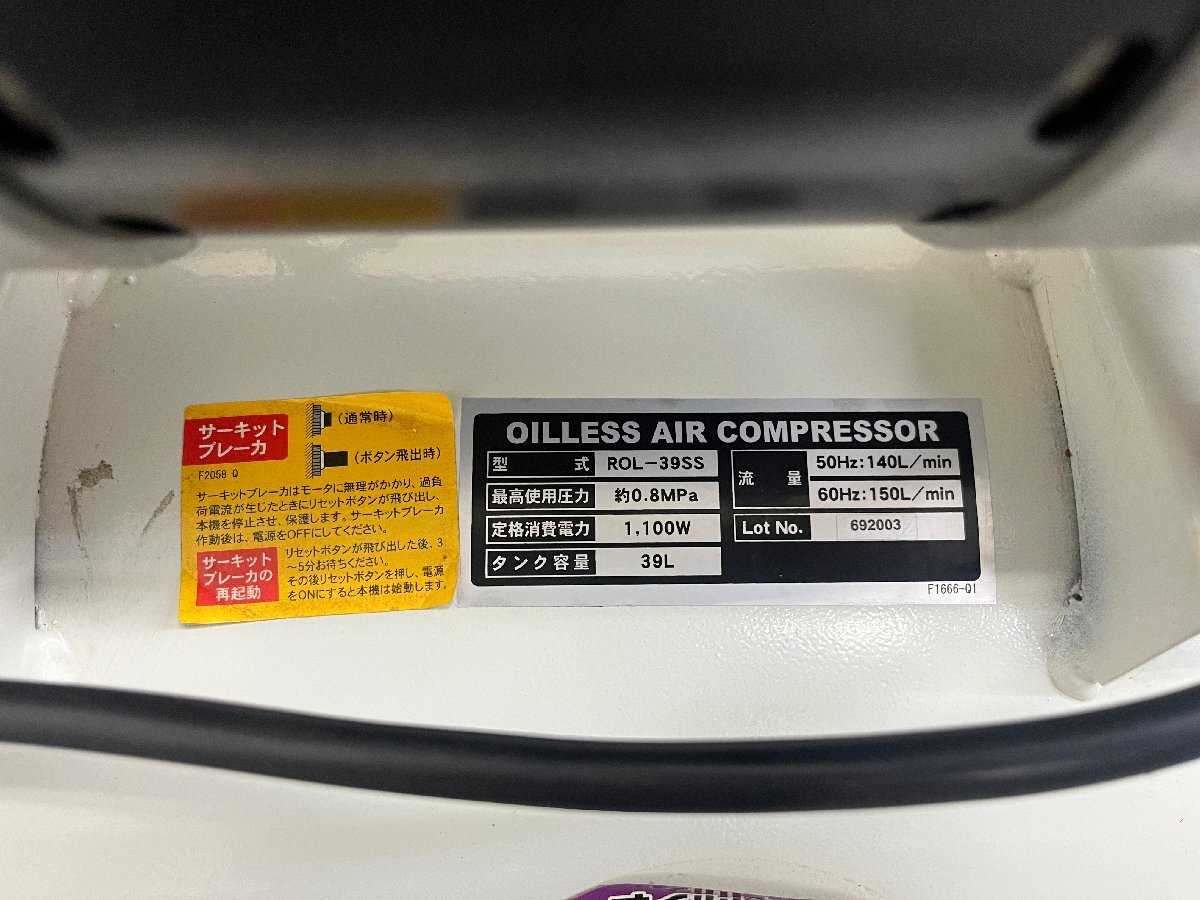 サーキット
ブレーカ
(通常時)
(ボタン飛出時)
F2058-Q
サーキットブレーカはモータに無理がかかり、過負
荷電流が生じたときにリセットボタンが飛び出し、
本機を停止させ、保護します。サーキットブレーカ
作動後は、電源をOFFにしてください。
サーキット
ブレーカの
再起動
リセットボタンが飛び出した後、3
～5分お待ちください。
その後リセットボタンを押し、電源
をONにすると本機は始動します。
OILLESS AIR COMPRESSOR
型 式 ROL-39SS
最高使用圧力 約0.8MPa
定格消費電力 1,100W
タンク容量 39L
流 量 50Hz:140L/min
60Hz:150L/min
Lot No. 692003
F1666-Q1